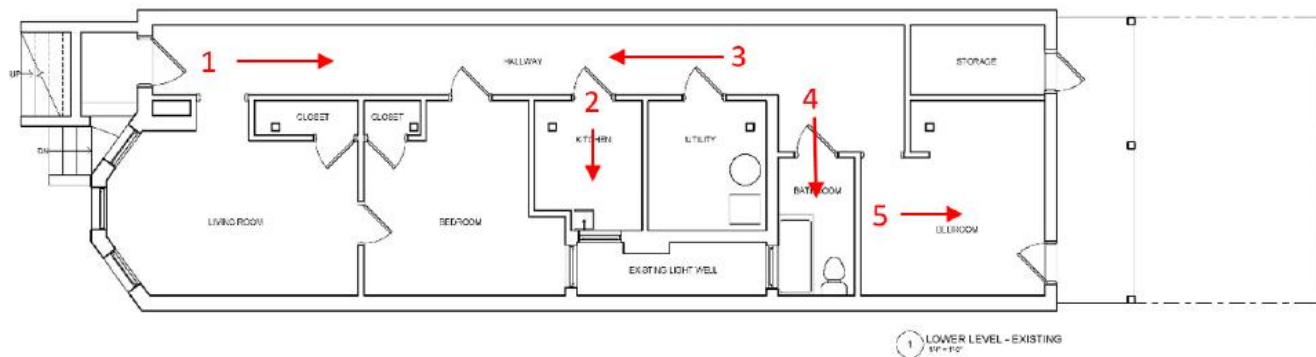 UP
DN
1
HALLWAY
3
STORAGE
CLOSET
CLOSET
2
KITCHEN
UTILITY
4
LIVING ROOM
BEDROOM
BATHROOM
5
BEDROOM
EXISTING LIGHT WELL
1
LOWER LEVEL - EXISTING